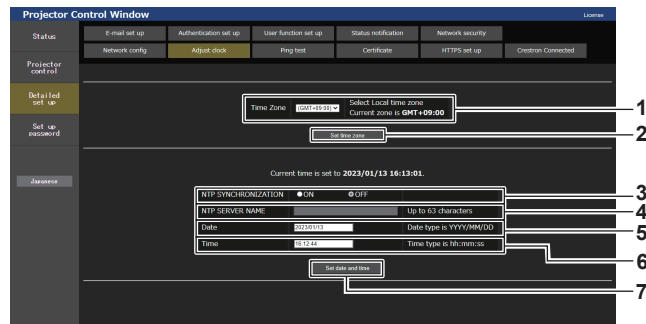 Projector Control Window
License
Status
E-mail set up
Authentication set up
User function set up
Status notification
Network security
Network config
Adjust clock
Ping test
Certificate
HTTPS set up
Crestron Connected
Projector
control
Detailed
set up
Set up
password
Japanese
Time Zone
(GMT+09:00)
Select Local time zone
Current zone is GMT+09:00
1
Set time zone
2
Current time is set to 2023/01/13 16:13:01.
NTP SYNCHRONIZATION ON OFF
3
NTP SERVER NAME Up to 63 characters
4
Date 2023/01/13 Date type is YYYY/MM/DD
5
Time 16:12:44 Time type is hh:mm:ss
6
Set date and time
7